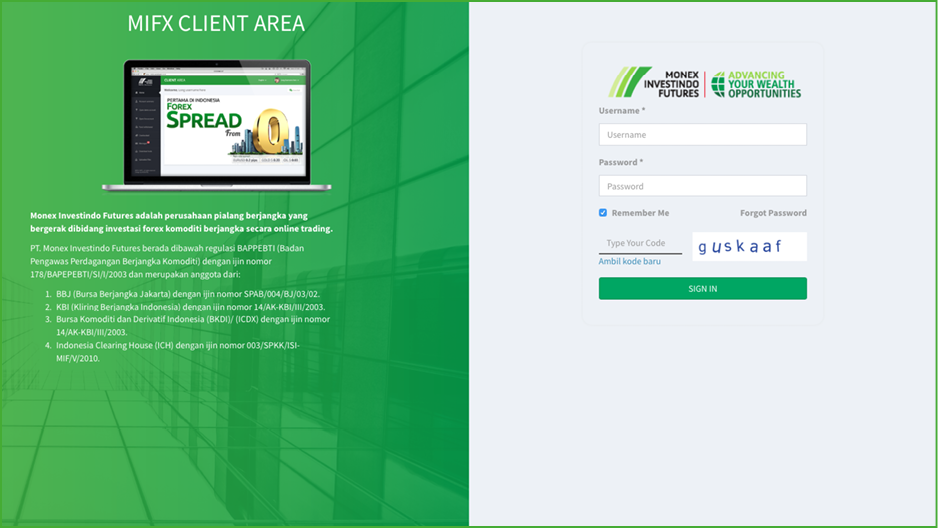 MIFX CLIENT AREA
CLIENT AREA
PERTAMA DI INDONESIA
FOREX
SPREAD
From 0
Monex Investindo Futures adalah perusahaan pialang berjangka yang
bergerak dibidang investasi forex komoditi berjangka secara online trading.
PT. Monex Investindo Futures berada dibawah regulasi BAPPEBTI (Badan
Pengawas Perdagangan Berjangka Komoditi) dengan ijin nomor
178/BAPEPEBTI/SI/I/2003 dan merupakan anggota dari:
1. BBJ (Bursa Berjangka Jakarta) dengan ijin nomor SPAB/004/BJ/03/02.
2. KBI (Kliring Berjangka Indonesia) dengan ijin nomor 14/AK-KBI/III/2003.
3. Bursa Komoditi dan Derivatif Indonesia (BKDI)/ (ICDX) dengan ijin nomor
14/AK-KBI/III/2003.
4. Indonesia Clearing House (ICH) dengan ijin nomor 003/SPKK/ISI-
MIF/V/2010.
MONEX
INVESTINDO
FUTURES
ADVANCING
YOUR WEALTH
OPPORTUNITIES
Username *
Username
Password *
Password
Remember Me
Forgot Password
Type Your Code
guskaaf
Ambil kode baru
SIGN IN